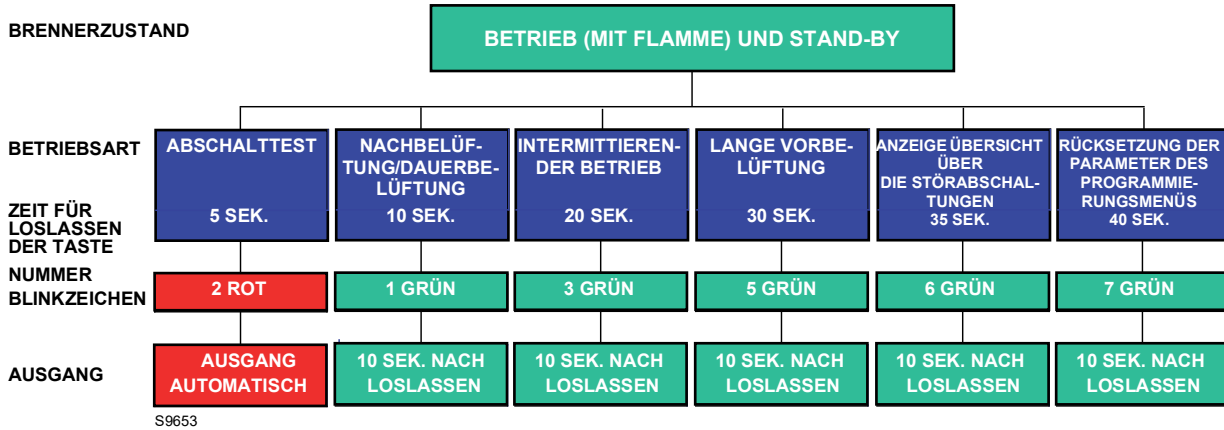 BRENNERZUSTAND
BETRIEB (MIT FLAMME) UND STAND-BY
BETRIEBSART
ABSCHALTTEST
5 SEK.
NACHBELÜF-
TUNG/DAUERBE-
LÜFTUNG
10 SEK.
INTERMITTIEREN-
DER BETRIEB
20 SEK.
LANGE VORBE-
LÜFTUNG
30 SEK.
ANZEIGE ÜBERSICHT
ÜBER
DIE STÖRABSCHAL-
TUNGEN
35 SEK.
RÜCKSETZUNG DER
PARAMETER DES
PROGRAMMIE-
RUNGSMENÜS
40 SEK.
ZEIT FÜR
LOSLASSEN
DER TASTE
NUMMER
BLINKZEICHEN
2 ROT
1 GRÜN
3 GRÜN
5 GRÜN
6 GRÜN
7 GRÜN
AUSGANG
AUSGANG
AUTOMATISCH
10 SEK. NACH
LOSLASSEN
10 SEK. NACH
LOSLASSEN
10 SEK. NACH
LOSLASSEN
10 SEK. NACH
LOSLASSEN
10 SEK. NACH
LOSLASSEN
S9653